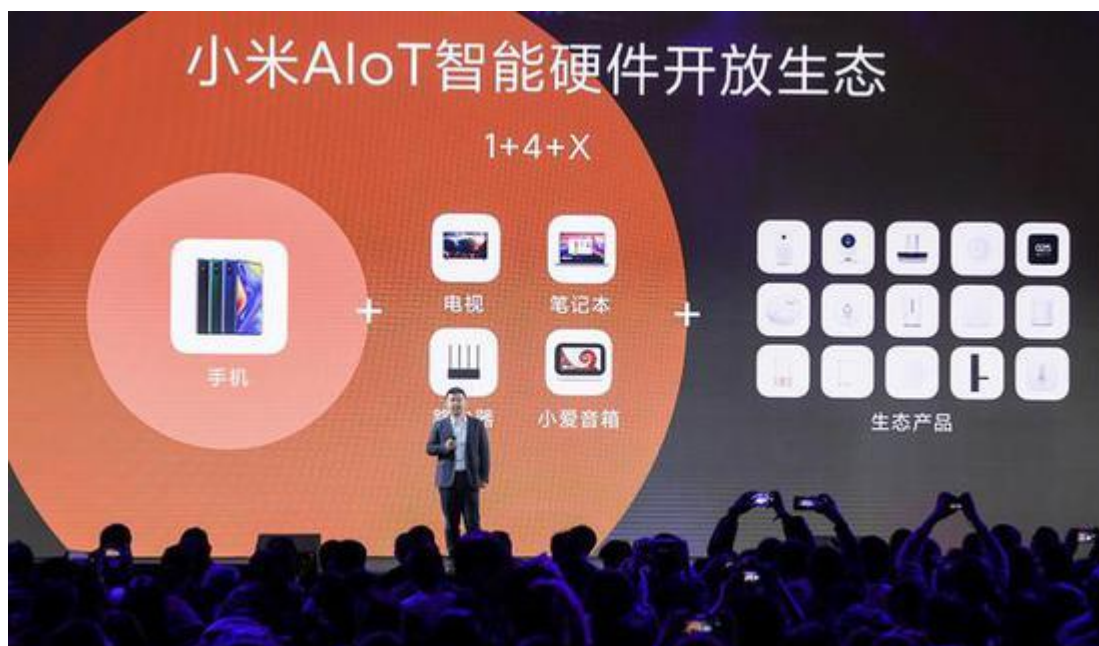 小米AIoT智能硬件开放生态
1+4+X
手机
+
电视
笔记本
+
器
小爱音箱
生态产品